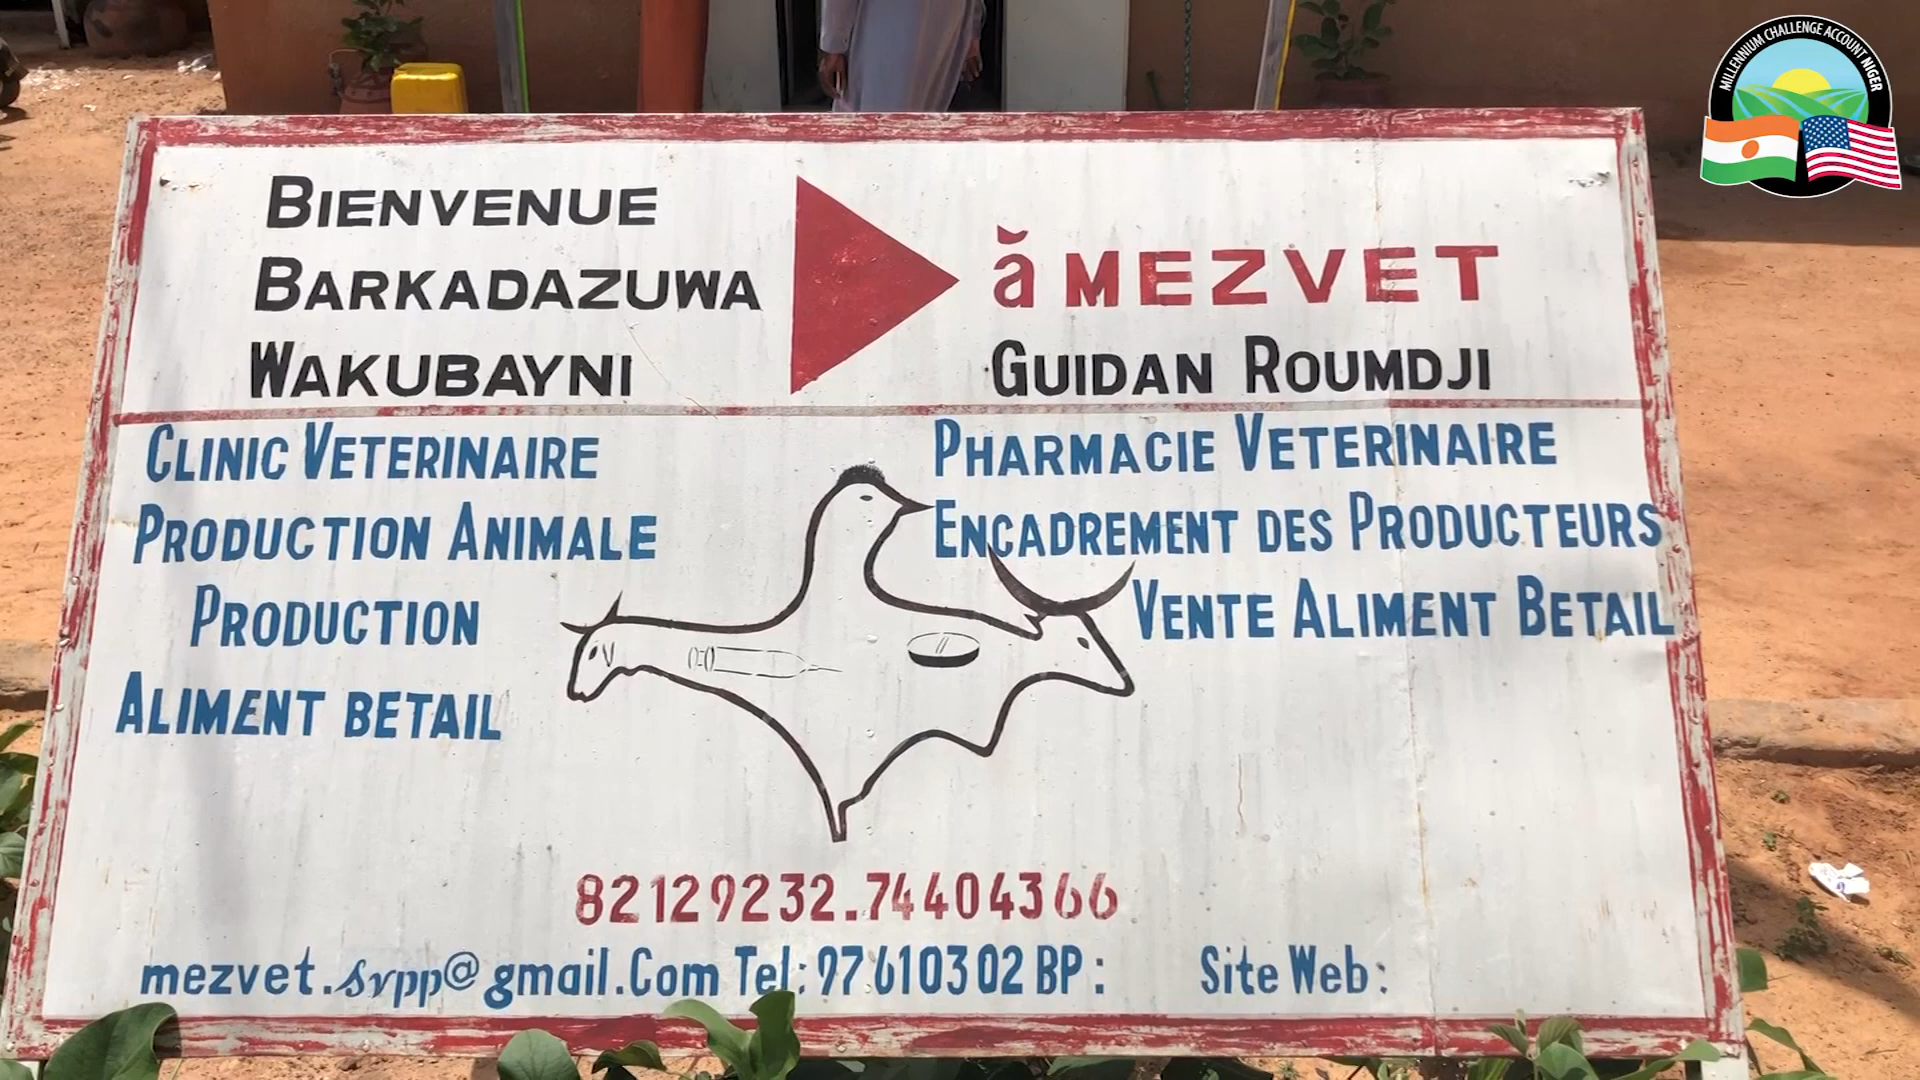 MILLENNIUM CHALLENGE ACCOUNT NIGER
BIENVENUE
BARKADAZUWA
WAKUBAYNI
ă MEZVET
GUIDAN ROUMDJI
CLINIC VETERINAIRE
PRODUCTION ANIMALE
PRODUCTION
ALIMENT BETAIL
PHARMACIE VETERINAIRE
ENCADREMENT DES PRODUCTEURS
VENTE ALIMENT BETAIL
82129232.74404366
mezvet.svpp@gmail.Com Tel: 97610302 BP : Site Web :